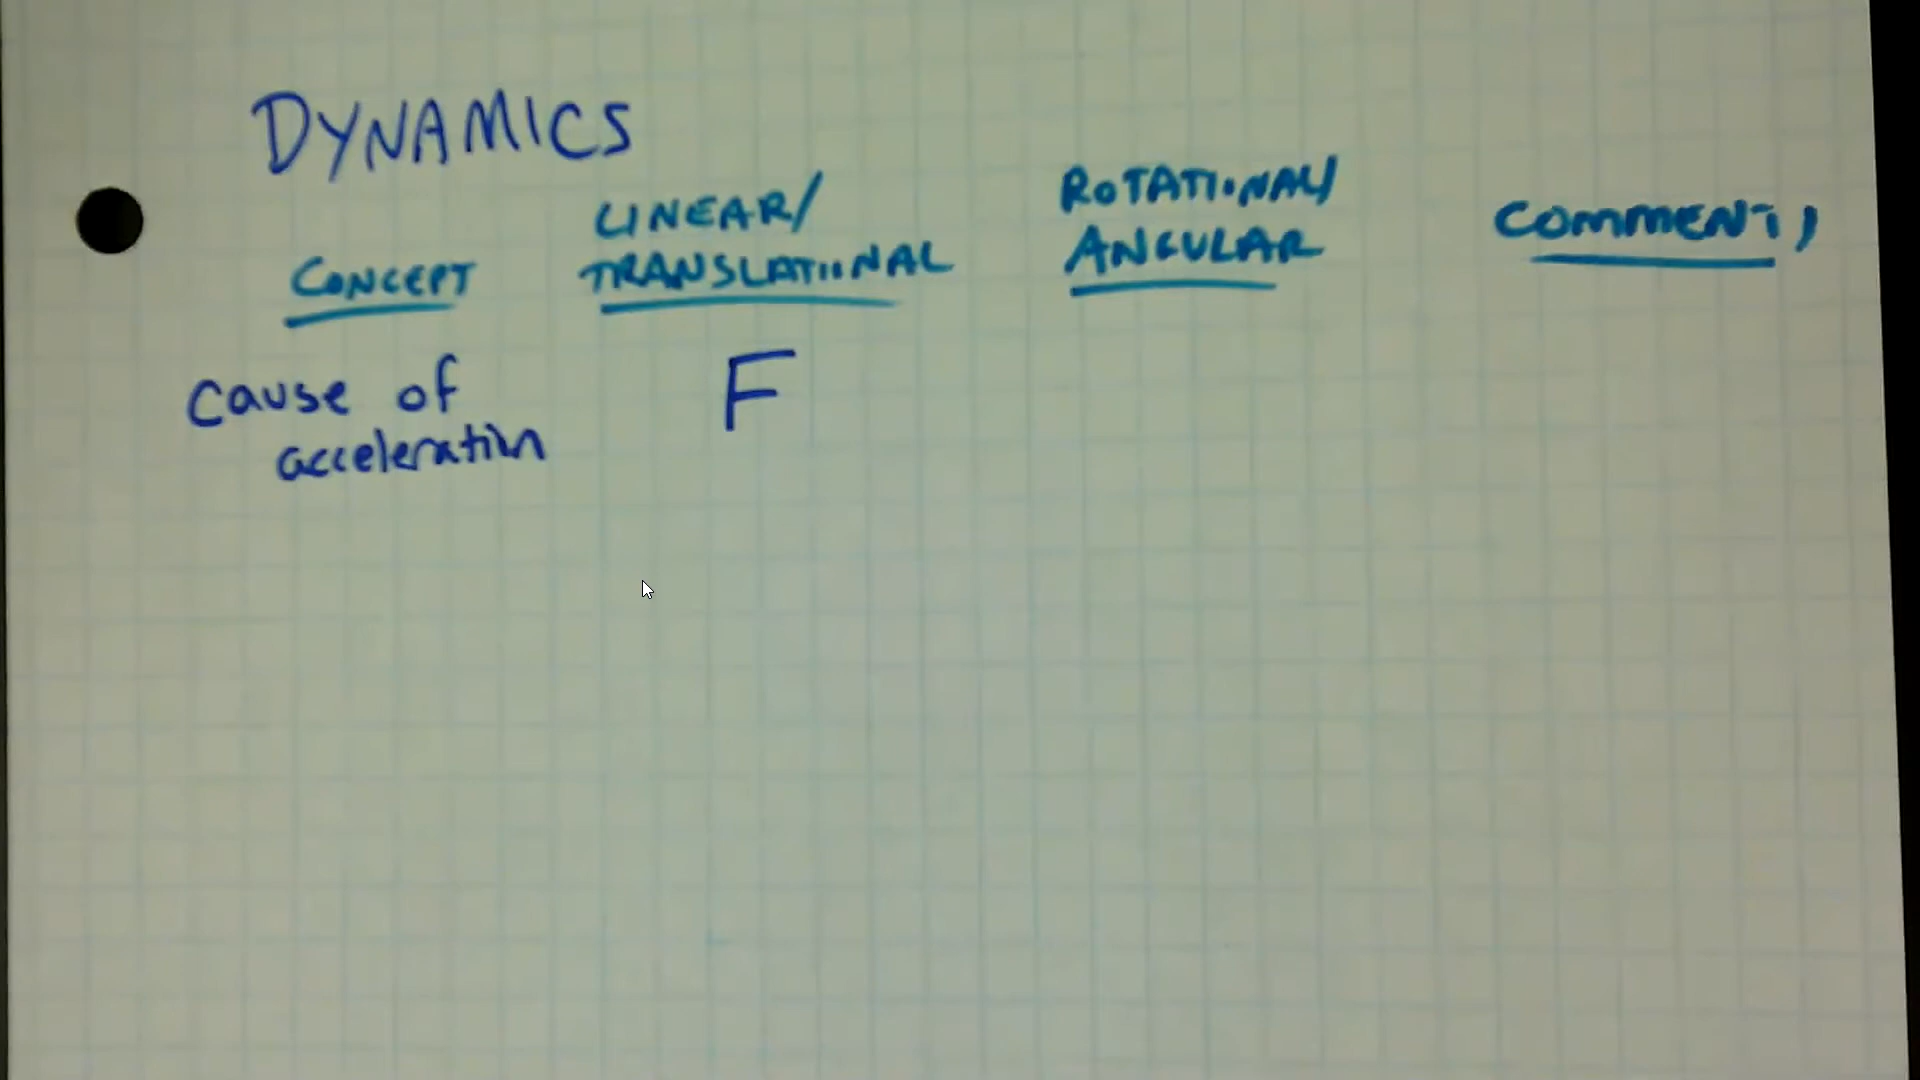 DYNAMICS
CONCEPT
LINEAR/
TRANSLATIONAL
ROTATIONAL/
ANGULAR
COMMENTS
Cause of
acceleration
F